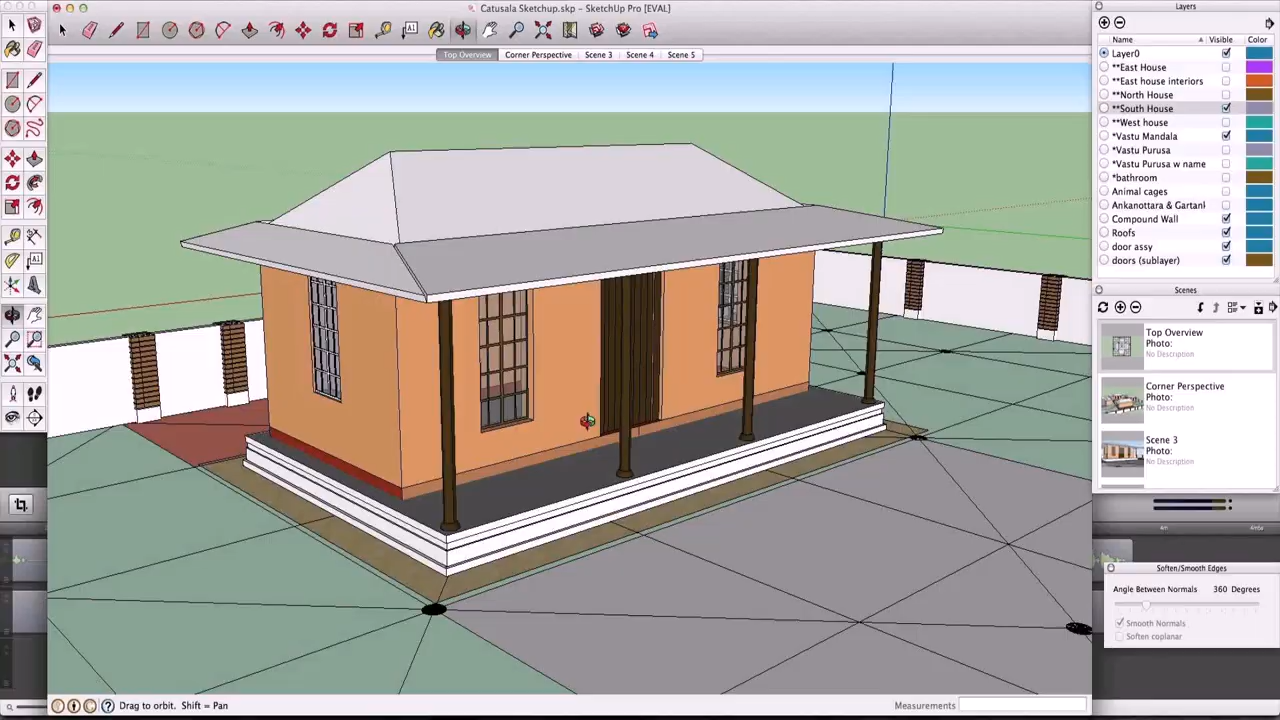 Catusala Sketchup.skp - SketchUp Pro [EVAL]
Top Overview
Corner Perspective
Scene 3
Scene 4
Scene 5
Layers
Name
Visible
Color
Layer0
**East House
**East house interiors
**North House
**South House
**West house
*Vastu Mandala
*Vastu Purusa
*Vastu Purusa w name
*bathroom
Animal cages
Ankanottara & Gartank
Compound Wall
Roofs
door assy
doors (sublayer)
Scenes
Top Overview
Photo:
No Description
Corner Perspective
Photo:
No Description
Scene 3
Photo:
No Description
Soften/Smooth Edges
Angle Between Normals 360 Degrees
Smooth Normals
Soften coplanar
Drag to orbit. Shift = Pan
Measurements